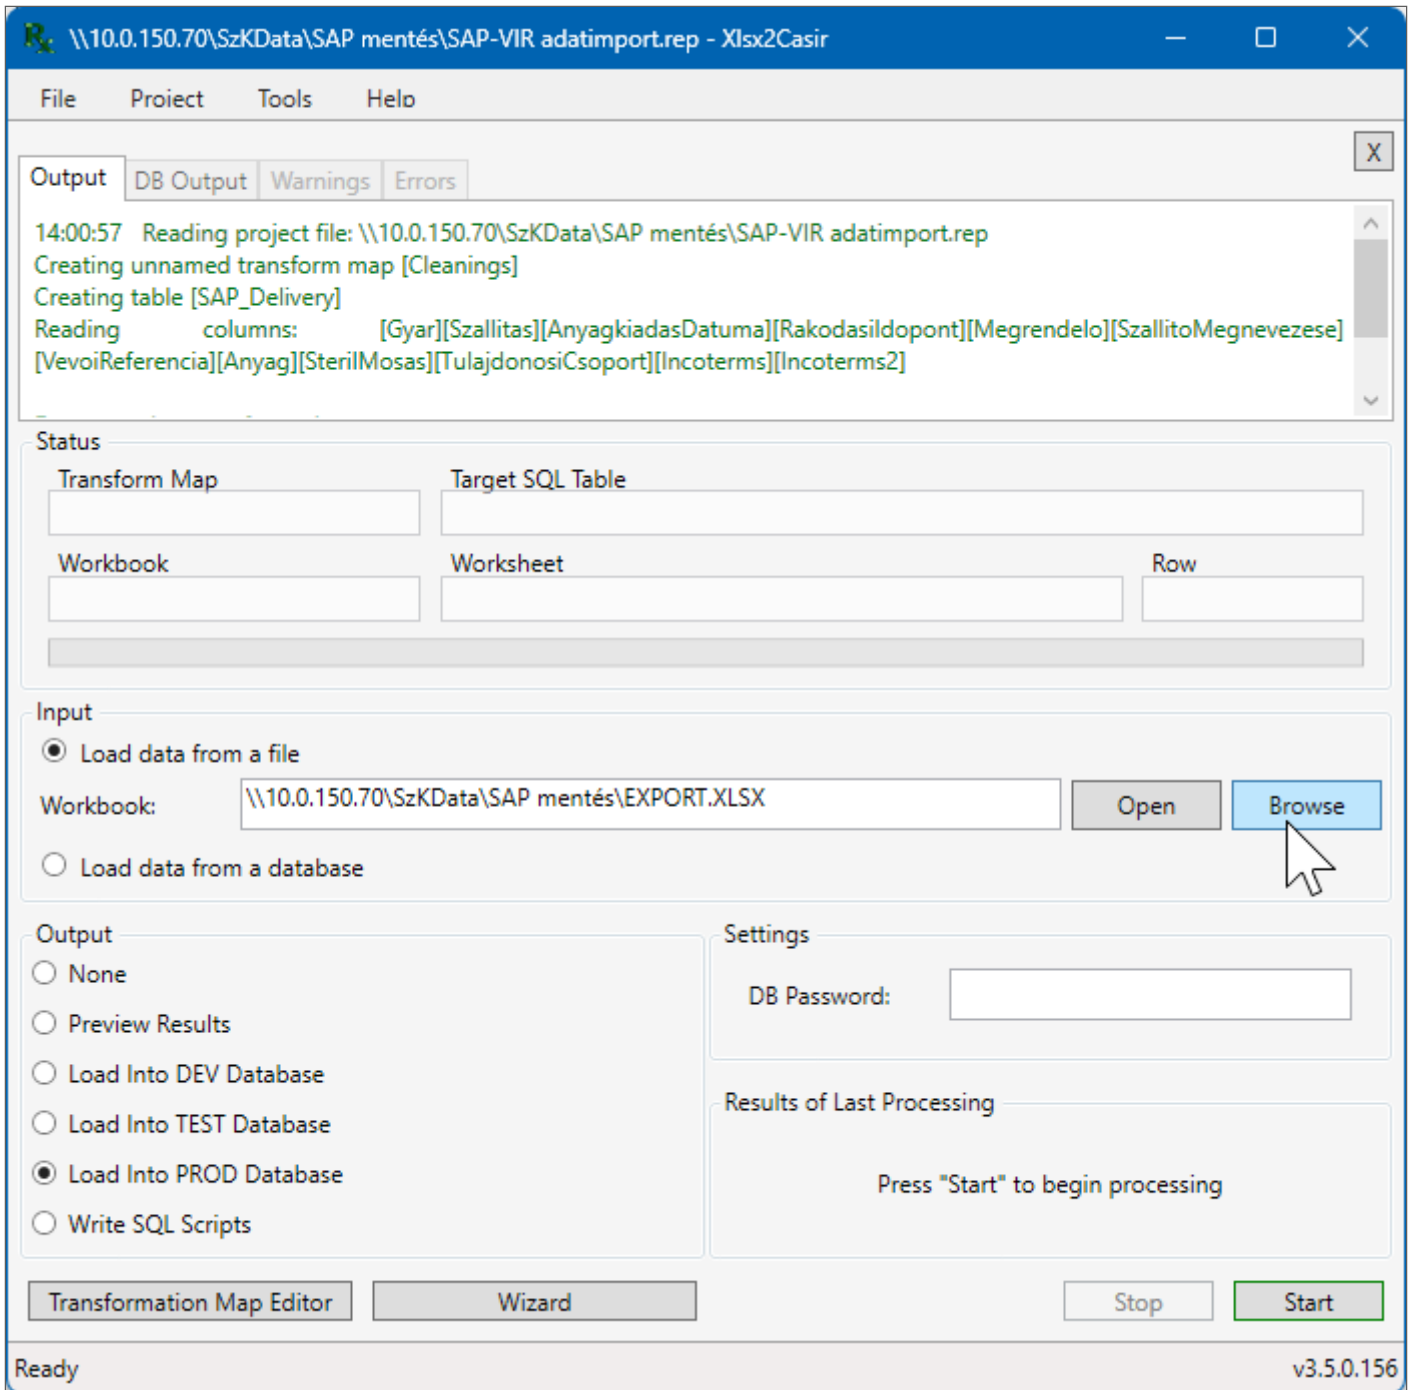 \\10.0.150.70\SzKData\SAP mentés\SAP-VIR adatimport.rep - Xlsx2Casir
File Project Tools Help
X
Output DB Output Warnings Errors
14:00:57 Reading project file: \\10.0.150.70\SzKData\SAP mentés\SAP-VIR adatimport.rep
Creating unnamed transform map [Cleanings]
Creating table [SAP_Delivery]
Reading columns: [Gyar][Szallitas][AnyagkiadasDatuma][RakodasiIdopont][Megrendelo][SzallitoMegnevezese]
[VevoiReferencia][Anyag][SterilMosas][TulajdonosiCsoport][Incoterms][Incoterms2]
Status
Transform Map Target SQL Table
Workbook Worksheet Row
Input
Load data from a file
Workbook: \\10.0.150.70\SzKData\SAP mentés\EXPORT.XLSX Open Browse
Load data from a database
Output
None
Preview Results
Load Into DEV Database
Load Into TEST Database
Load Into PROD Database
Write SQL Scripts
Settings
DB Password:
Results of Last Processing
Press "Start" to begin processing
Transformation Map Editor Wizard Stop Start
Ready v3.5.0.156